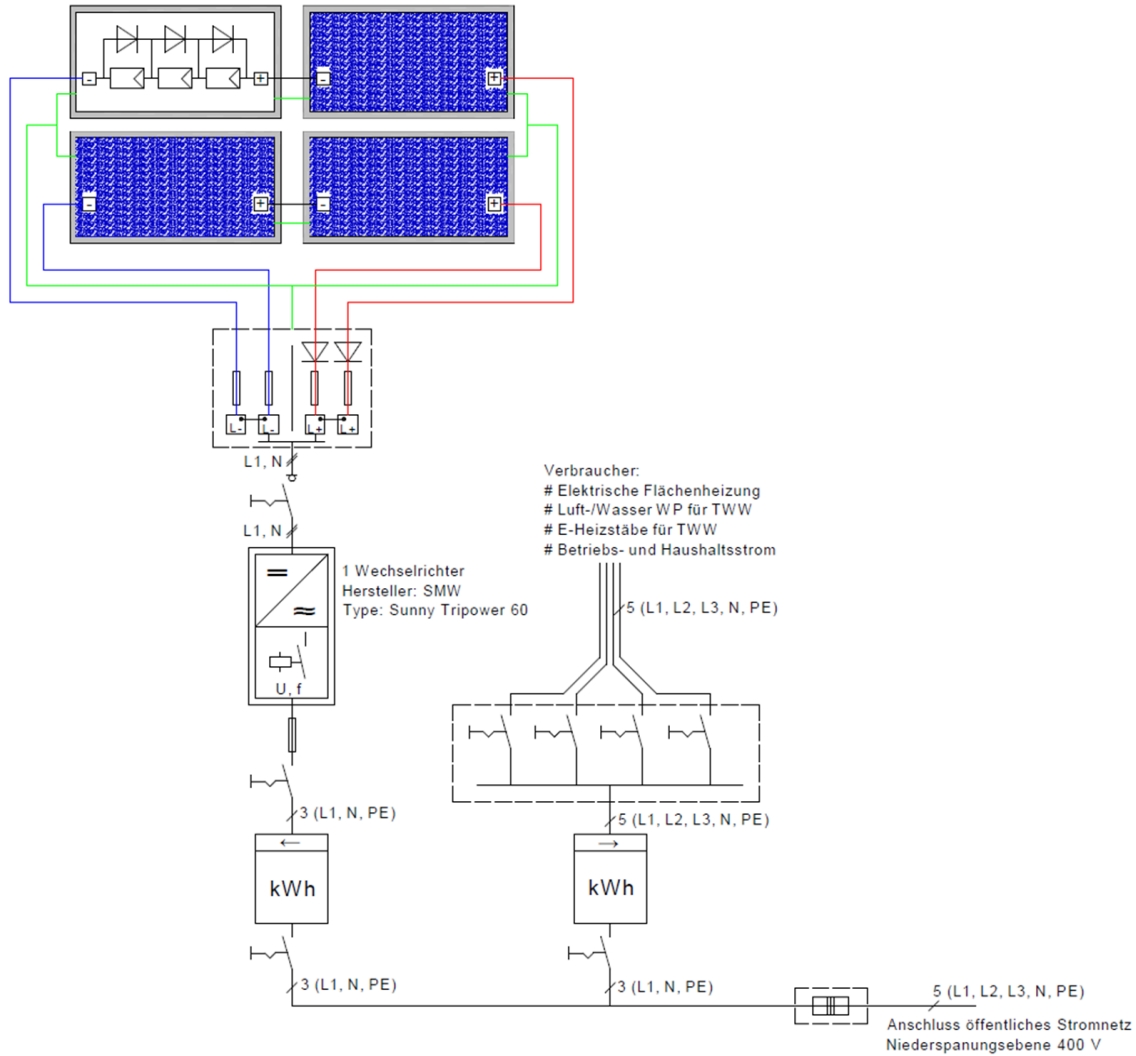 -
+
-
+
-
+
-
+
L-
L-
L+
L+
L1, N
L1, N
1 Wechselrichter
Hersteller: SMW
Type: Sunny Tripower 60
U, f
Verbraucher:
# Elektrische Flächenheizung
# Luft-/Wasser WP für TWW
# E-Heizstäbe für TWW
# Betriebs- und Haushaltsstrom
5 (L1, L2, L3, N, PE)
3 (L1, N, PE)
5 (L1, L2, L3, N, PE)
kWh
kWh
3 (L1, N, PE)
3 (L1, N, PE)
5 (L1, L2, L3, N, PE)
Anschluss öffentliches Stromnetz
Niederspanungsebene 400 V